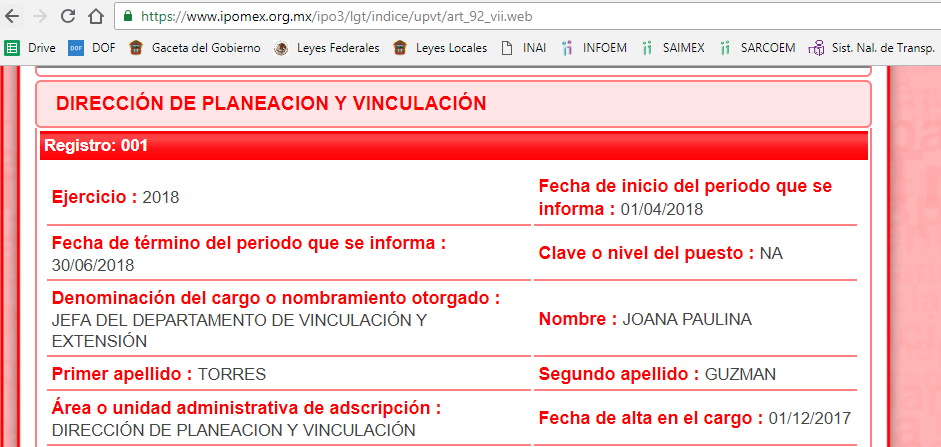 https://www.ipomex.org.mx/ipo3/lgt/indice/upvt/art_92_vii.web
Drive DOF DOF Gaceta del Gobierno Leyes Federales Leyes Locales INAI INFOEM SAIMEX SARCOEM Sist. Nal. de Transp.
DIRECCIÓN DE PLANEACION Y VINCULACIÓN
Registro: 001
Ejercicio : 2018
Fecha de inicio del periodo que se
informa : 01/04/2018
Fecha de término del periodo que se informa :
30/06/2018
Clave o nivel del puesto : NA
Denominación del cargo o nombramiento otorgado :
JEFA DEL DEPARTAMENTO DE VINCULACIÓN Y
EXTENSIÓN
Nombre : JOANA PAULINA
Primer apellido : TORRES
Segundo apellido : GUZMAN
Área o unidad administrativa de adscripción :
DIRECCIÓN DE PLANEACION Y VINCULACIÓN
Fecha de alta en el cargo : 01/12/2017